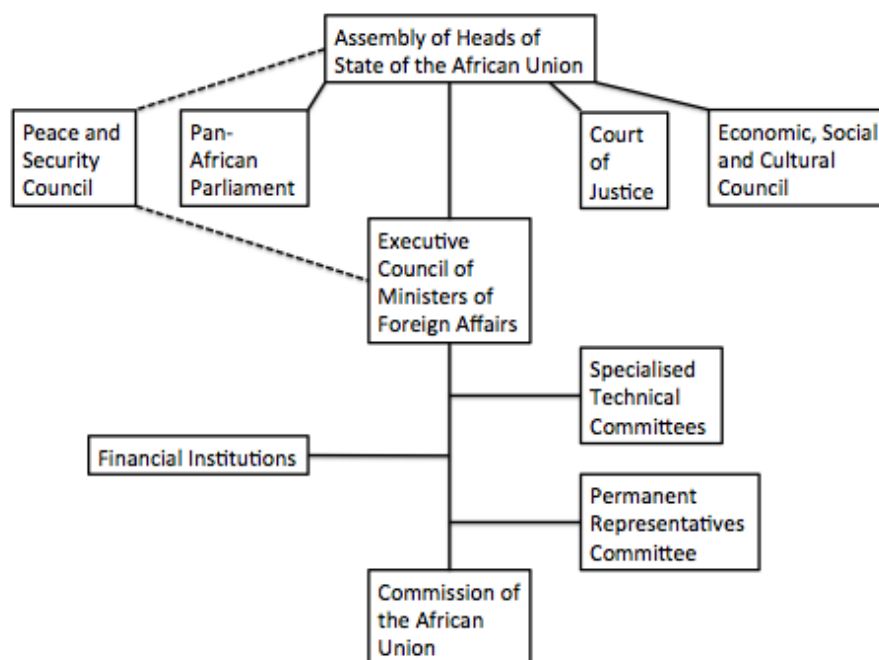 Assembly of Heads of
State of the African Union
Peace and
Security
Council
Pan-
African
Parliament
Court
of
Justice
Economic, Social
and Cultural
Council
Executive
Council of
Ministers of
Foreign Affairs
Specialised
Technical
Committees
Financial Institutions
Permanent
Representatives
Committee
Commission of
the African
Union